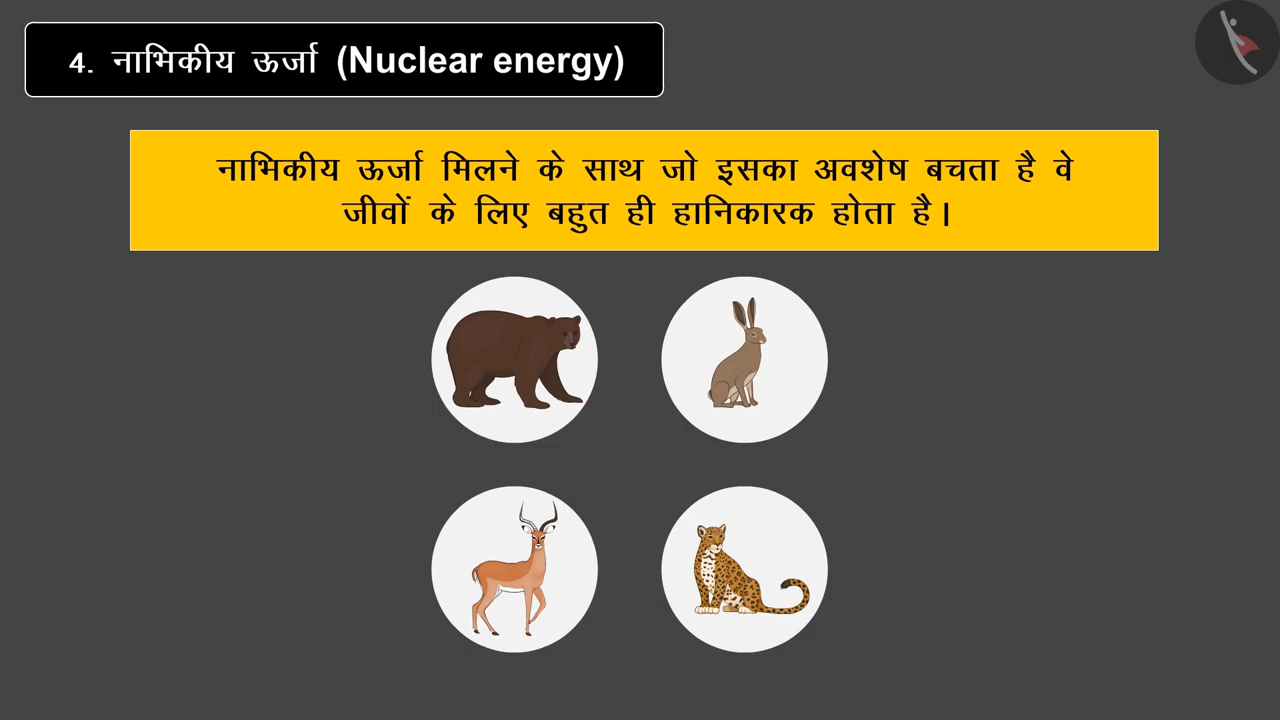 4. नाभिकीय ऊर्जा (Nuclear energy)
नाभिकीय ऊर्जा मिलने के साथ जो इसका अवशेष बचता है वे
जीवों के लिए बहुत ही हानिकारक होता है।